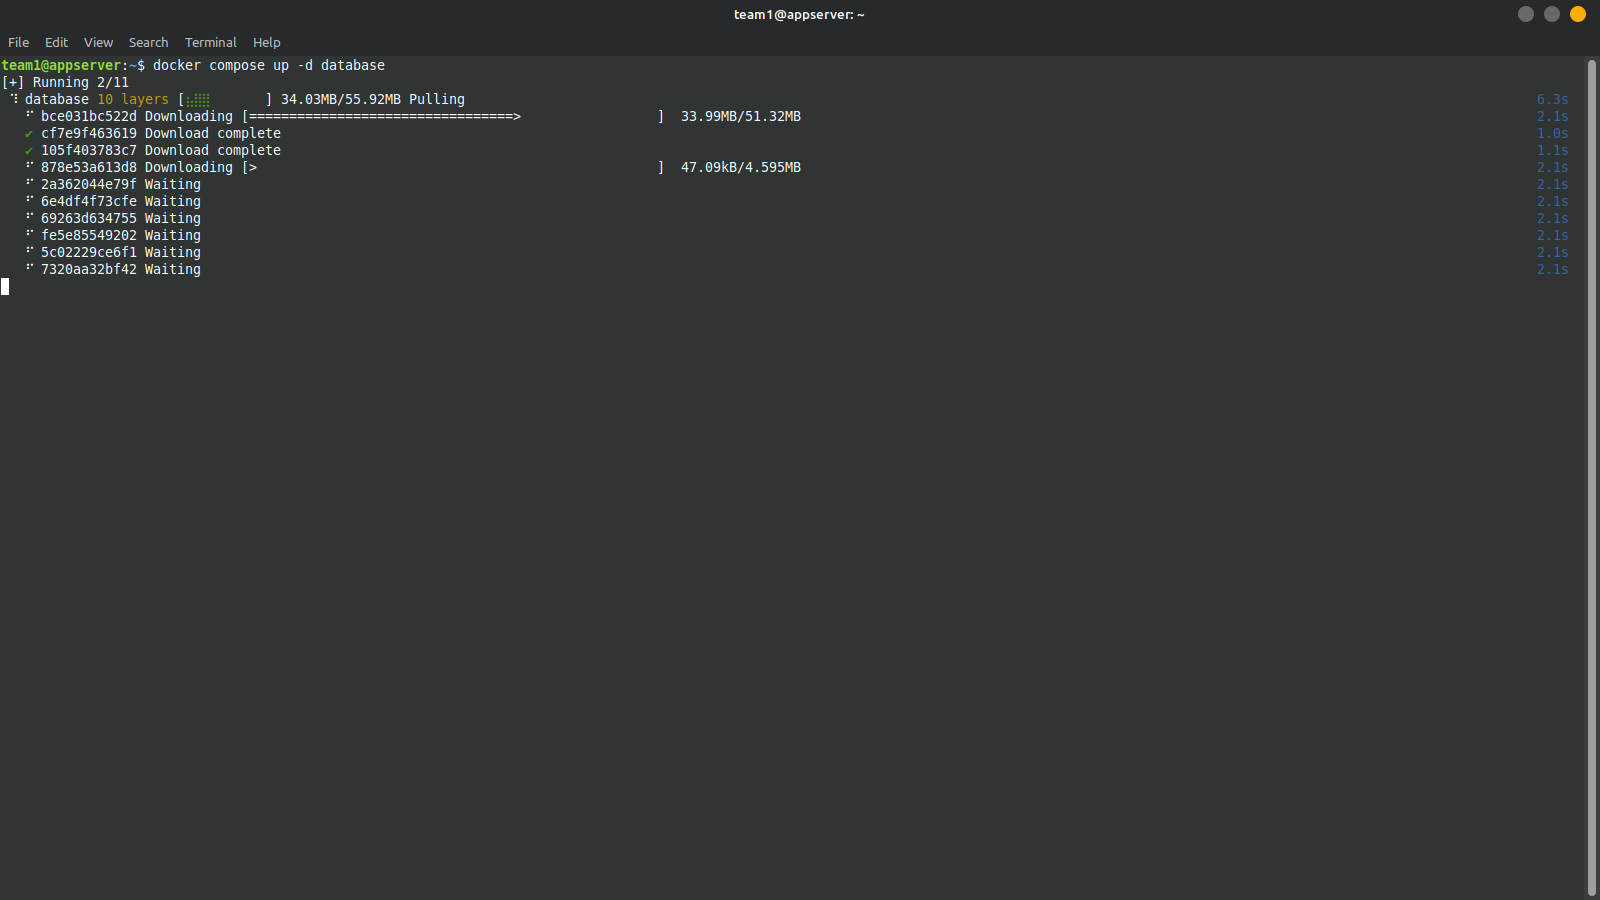 team1@appserver: ~
File Edit View Search Terminal Help
team1@appserver:~$ docker compose up -d database
[+] Running 2/11
⠹ database 10 layers [⣦⣿⣿       ] 34.03MB/55.92MB Pulling 6.3s
⠋ bce031bc522d Downloading [=================================>                 ]  33.99MB/51.32MB 2.1s
✔ cf7e9f463619 Download complete 1.0s
✔ 105f403783c7 Download complete 1.1s
⠋ 878e53a613d8 Downloading [>                                                  ]  47.09kB/4.595MB 2.1s
⠋ 2a362044e79f Waiting 2.1s
⠋ 6e4df4f73cfe Waiting 2.1s
⠋ 69263d634755 Waiting 2.1s
⠋ fe5e85549202 Waiting 2.1s
⠋ 5c02229ce6f1 Waiting 2.1s
⠋ 7320aa32bf42 Waiting 2.1s